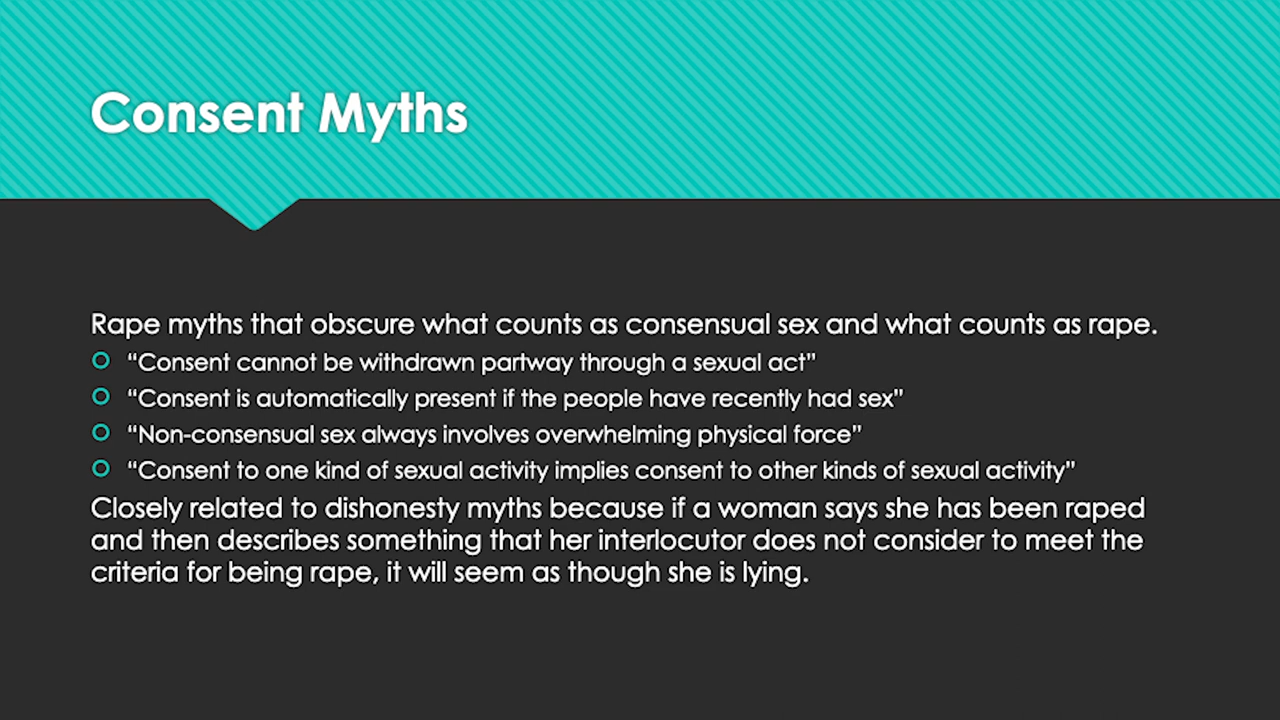 Consent Myths
Rape myths that obscure what counts as consensual sex and what counts as rape.
“Consent cannot be withdrawn partway through a sexual act”
“Consent is automatically present if the people have recently had sex”
“Non-consensual sex always involves overwhelming physical force”
“Consent to one kind of sexual activity implies consent to other kinds of sexual activity”
Closely related to dishonesty myths because if a woman says she has been raped
and then describes something that her interlocutor does not consider to meet the
criteria for being rape, it will seem as though she is lying.